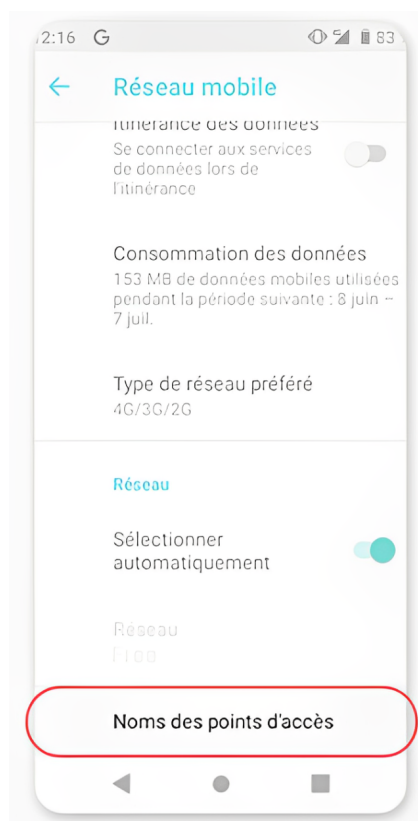 2:16 G 83
Réseau mobile
Itinérance des données
Se connecter aux services
de données lors de
l'itinérance
Consommation des données
153 MB de données mobiles utilisées
pendant la période suivante : 8 juin –
7 juil.
Type de réseau préféré
4G/3G/2G
Réseau
Sélectionner
automatiquement
Réseau
Free
Noms des points d'accès